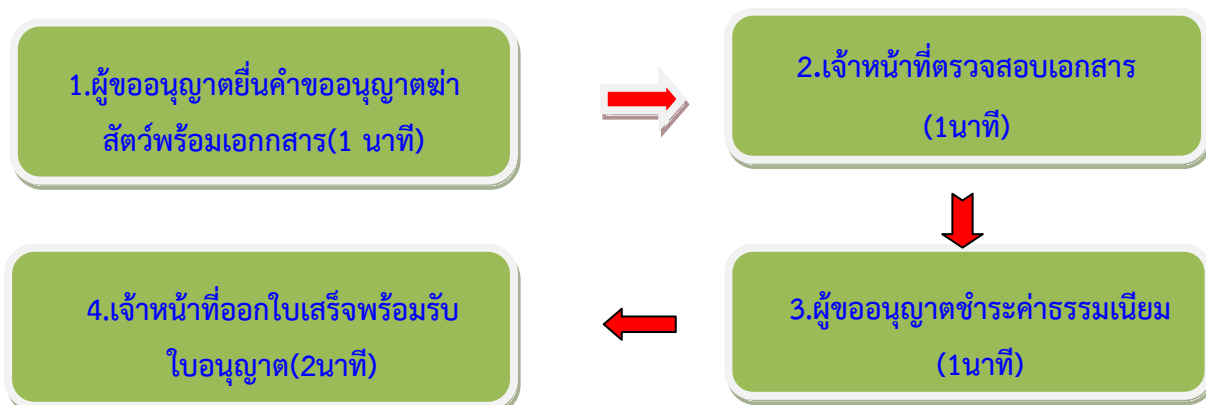 1.ผู้ขออนุญาตยื่นคำขออนุญาตฆ่า
สัตว์พร้อมเอกกสาร(1 นาที)
2.เจ้าหน้าที่ตรวจสอบเอกสาร
(1นาที)
3.ผู้ขออนุญาตชำระค่าธรรมเนียม
(1นาที)
4.เจ้าหน้าที่ออกใบเสร็จพร้อมรับ
ใบอนุญาต(2นาที)